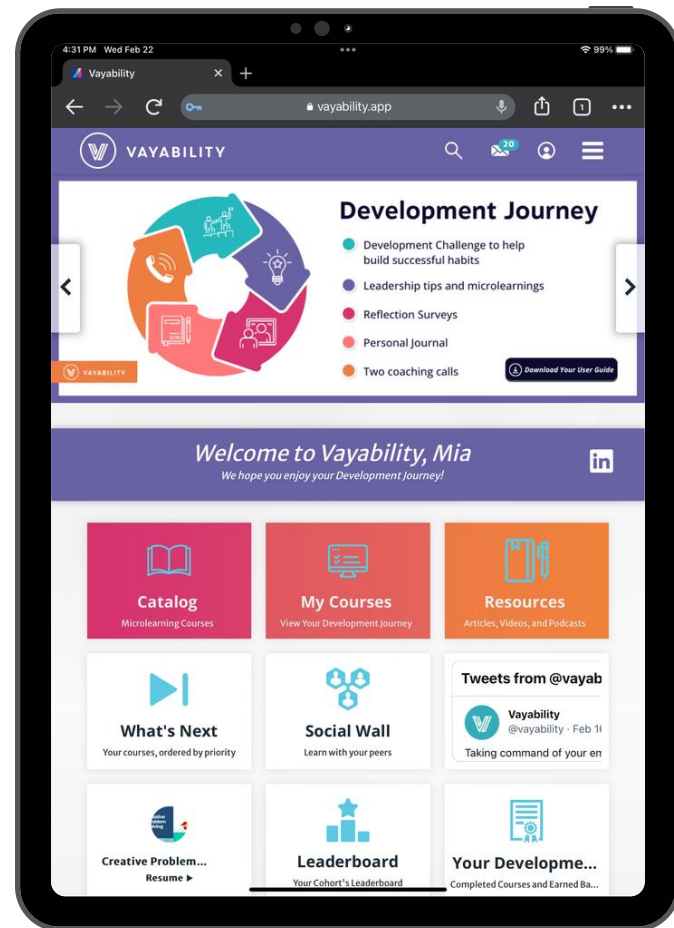 4:31 PM Wed Feb 22
99%
Vayability
vayability.app
1
VAYABILITY
20
Development Journey
Development Challenge to help
build successful habits
Leadership tips and microlearnings
Reflection Surveys
Personal Journal
Two coaching calls
VAYABILITY
Download Your User Guide
Welcome to Vayability, Mia
We hope you enjoy your Development Journey!
in
Catalog
Microlearning Courses
My Courses
View Your Development Journey
Resources
Articles, Videos, and Podcasts
What's Next
Your courses, ordered by priority
Social Wall
Learn with your peers
Tweets from @vayab
Vayability
@vayability · Feb 16
Taking command of your em
Creative Problem...
Resume
Leaderboard
Your Cohort's Leaderboard
Your Developme...
Completed Courses and Earned Ba...